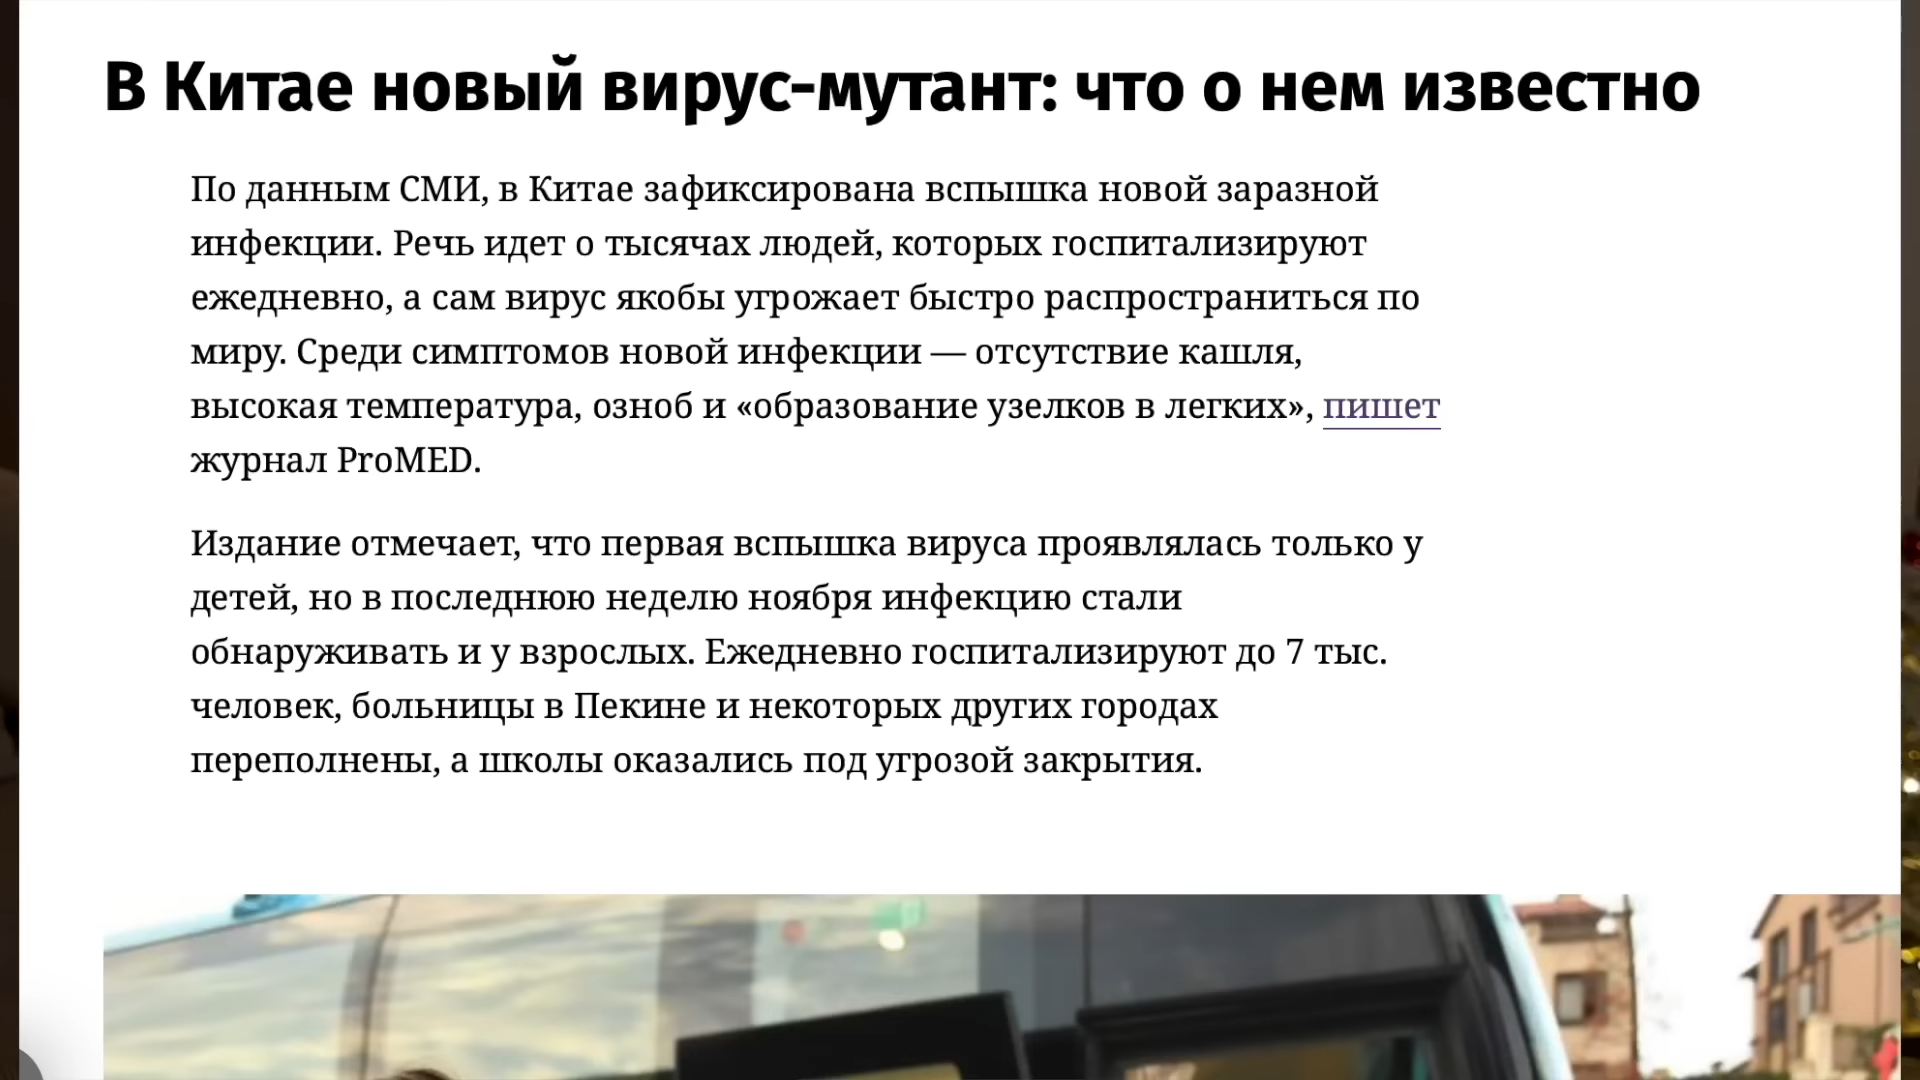 В Китае новый вирус-мутант: что о нем известно
По данным СМИ, в Китае зафиксирована вспышка новой заразной
инфекции. Речь идет о тысячах людей, которых госпитализируют
ежедневно, а сам вирус якобы угрожает быстро распространиться по
миру. Среди симптомов новой инфекции — отсутствие кашля,
высокая температура, озноб и «образование узелков в легких», пишет
журнал ProMED.
Издание отмечает, что первая вспышка вируса проявлялась только у
детей, но в последнюю неделю ноября инфекцию стали
обнаруживать и у взрослых. Ежедневно госпитализируют до 7 тыс.
человек, больницы в Пекине и некоторых других городах
переполнены, а школы оказались под угрозой закрытия.